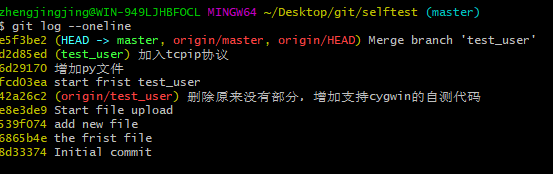 zhengjingjing@WIN-949LJHBFOCL MINGW64 ~/Desktop/git/selftest (master)
$ git log --oneline
e5f3be2 (HEAD -> master, origin/master, origin/HEAD) Merge branch 'test_user'
d2d85ed (test_user) 加入tcpip协议
6d29170 增加py文件
fcd03ea start frist test_user
42a26c2 (origin/test_user) 删除原来没有部分，增加支持cygwin的自测代码
e8e3de9 Start file upload
539f074 add new file
6865b4e the frist file
8d33374 Initial commit